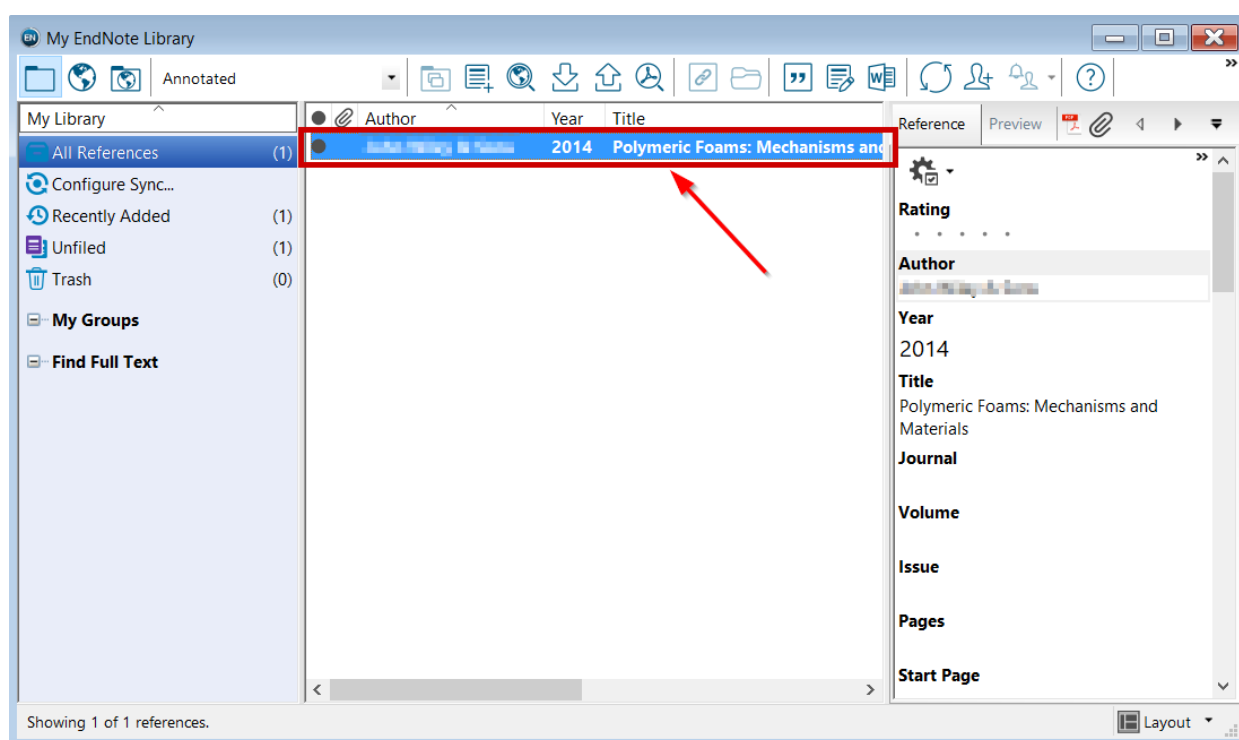 My EndNote Library
Annotated
My Library
All References (1)
Configure Sync...
Recently Added (1)
Unfiled (1)
Trash (0)
My Groups
Find Full Text
Author Year Title
2014 Polymeric Foams: Mechanisms and
Reference Preview
Rating
Author
Year
2014
Title
Polymeric Foams: Mechanisms and
Materials
Journal
Volume
Issue
Pages
Start Page
Showing 1 of 1 references.
Layout